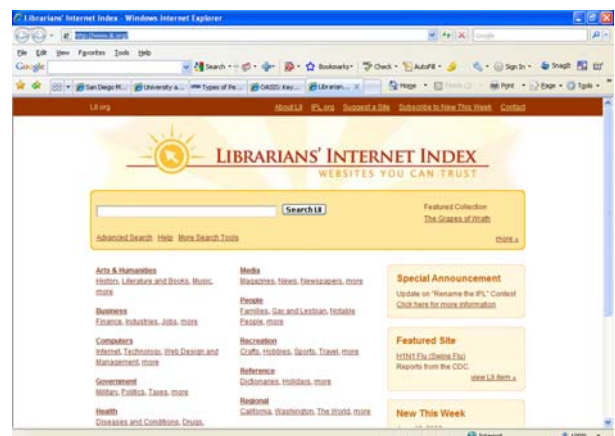 Librarians' Internet Index - Windows Internet Explorer
http://www.lii.org/
Google
File Edit View Favorites Tools Help
Google Search Bookmarks Check AutoFill Sign In SnagIt
San Diego M... University a... Types of Pe... OASIS: Key... Librarian... Home Print Page Tools
LII.org About LII IPL.org Suggest a Site Subscribe to New This Week Contact
LIBRARIANS' INTERNET INDEX
WEBSITES YOU CAN TRUST
Search LII
Featured Collection
The Grapes of Wrath
Advanced Search Help More Search Tools more »
Arts & Humanities
History, Literature and Books, Music,
more
Business
Finance, Industries, Jobs, more
Computers
Internet, Technology, Web Design and
Management, more
Government
Military, Politics, Taxes, more
Health
Diseases and Conditions, Drugs,
Media
Magazines, News, Newspapers, more
People
Families, Gay and Lesbian, Notable
People, more
Recreation
Crafts, Hobbies, Sports, Travel, more
Reference
Dictionaries, Holidays, more
Regional
California, Washington, The World, more
Special Announcement
Update on "Rename the IPL" Contest
Click here for more information
Featured Site
H1N1 Flu (Swine Flu)
Reports from the CDC.
view LII item »
New This Week
Internet 100%